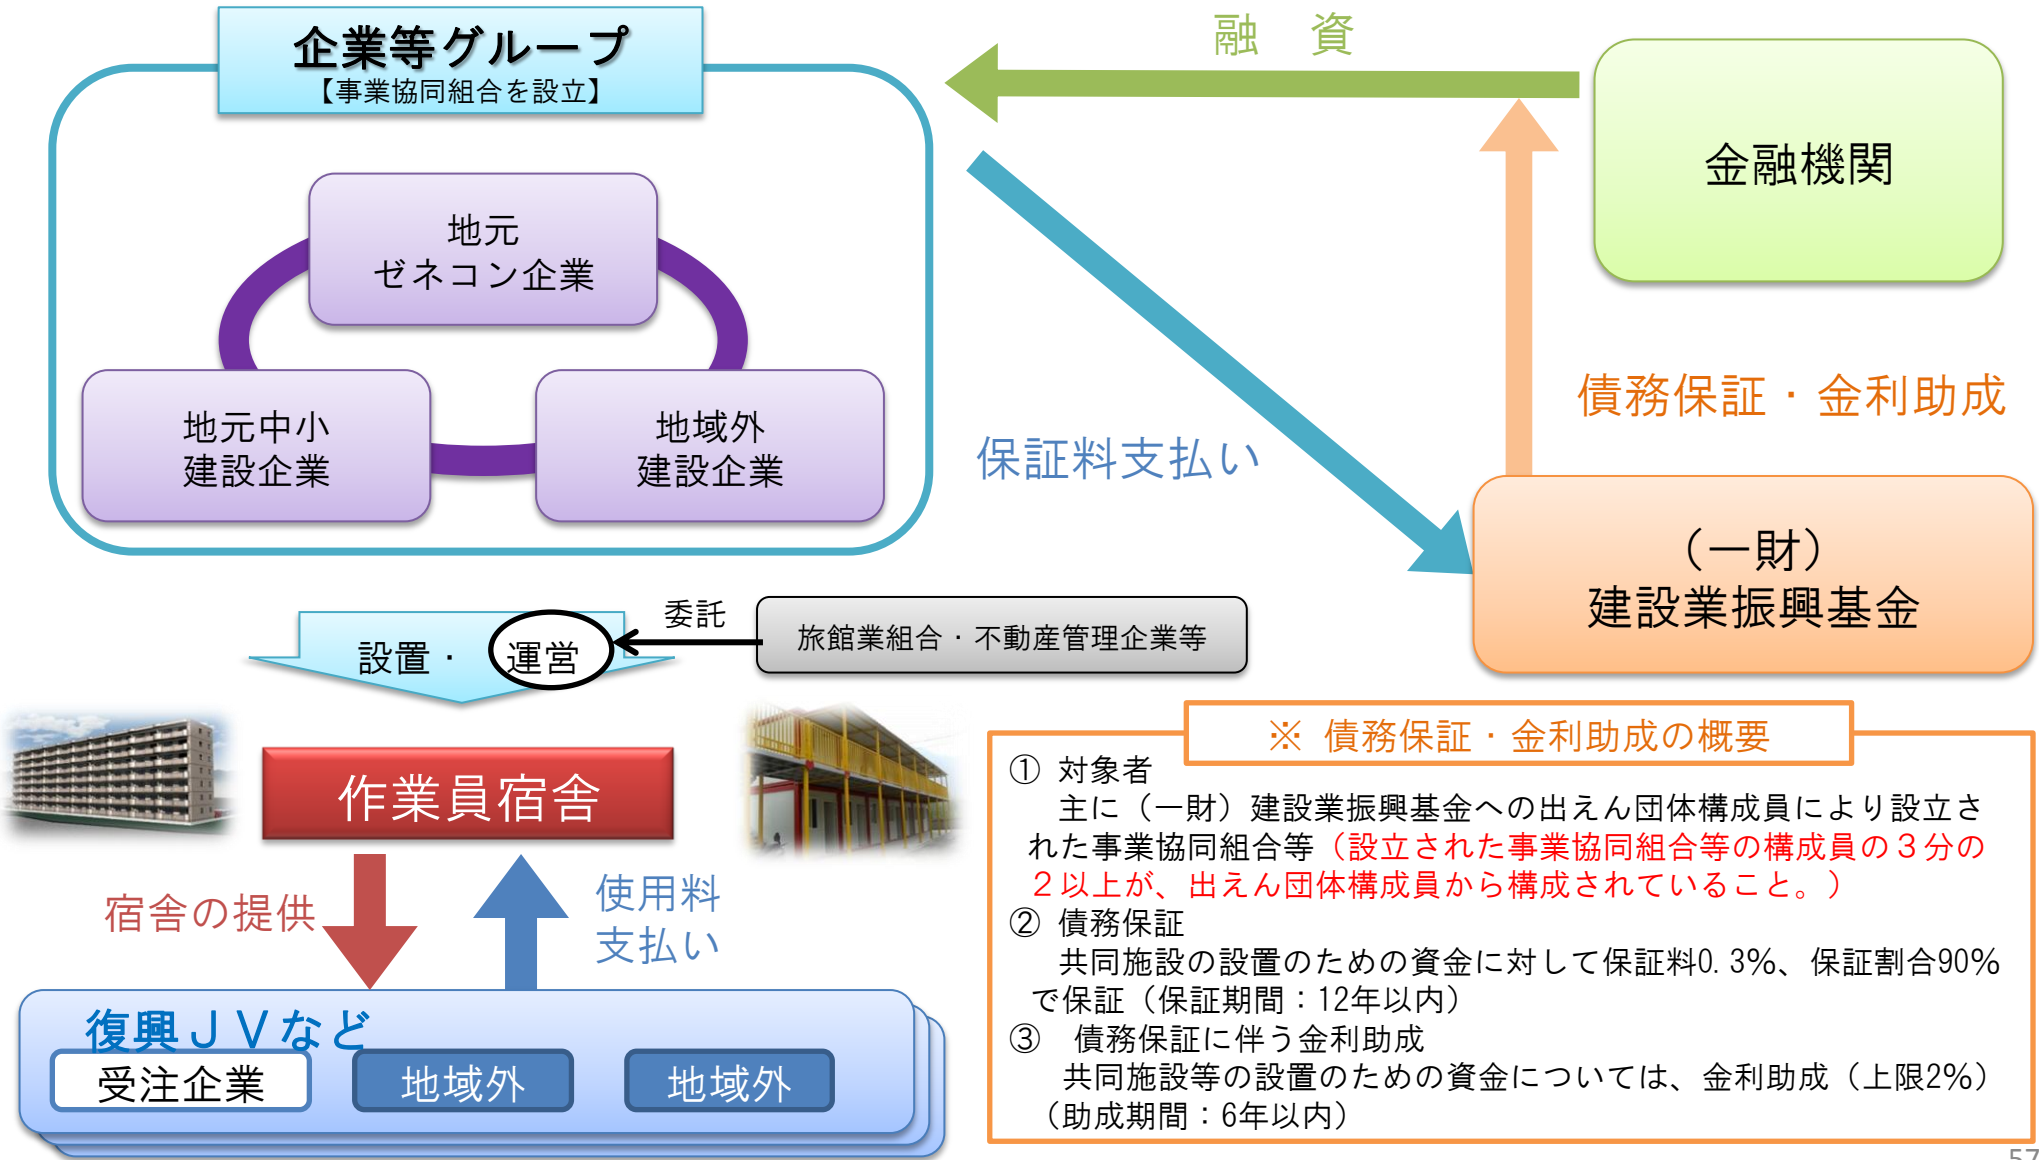 企業等グループ
【事業協同組合を設立】
融　資
金融機関
地元
ゼネコン企業
地元中小
建設企業
地域外
建設企業
保証料支払い
債務保証・金利助成
（一財）
建設業振興基金
設置・
運営
委託
旅館業組合・不動産管理企業等
作業員宿舎
宿舎の提供
使用料
支払い
復興ＪＶなど
受注企業
地域外
地域外
※ 債務保証・金利助成の概要
① 対象者
主に（一財）建設業振興基金への出えん団体構成員により設立さ
れた事業協同組合等（設立された事業協同組合等の構成員の３分の
２以上が、出えん団体構成員から構成されていること。）
② 債務保証
共同施設の設置のための資金に対して保証料0.3%、保証割合90%
で保証（保証期間：12年以内）
③ 債務保証に伴う金利助成
共同施設等の設置のための資金については、金利助成（上限2%）
（助成期間：6年以内）
57